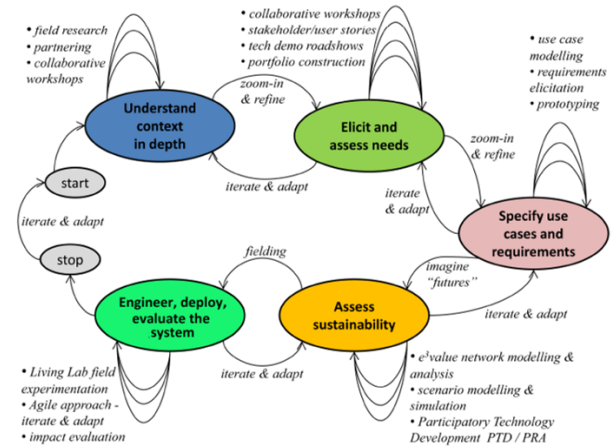 • field research
• partnering
• collaborative
workshops
• collaborative workshops
• stakeholder/user stories
• tech demo roadshows
• portfolio construction
• use case
modelling
• requirements
elicitation
• prototyping
Understand
context
in depth
zoom-in
& refine
Elicit and
assess needs
zoom-in
& refine
start
iterate & adapt
iterate
& adapt
iterate & adapt
Specify use
cases and
requirements
stop
fielding
imagine
“futures”
Engineer, deploy,
evaluate the
system
Assess
sustainability
iterate & adapt
iterate & adapt
• Living Lab field
experimentation
• Agile approach -
iterate & adapt
• impact evaluation
• e³value network modelling &
analysis
• scenario modelling &
simulation
• Participatory Technology
Development PTD / PRA